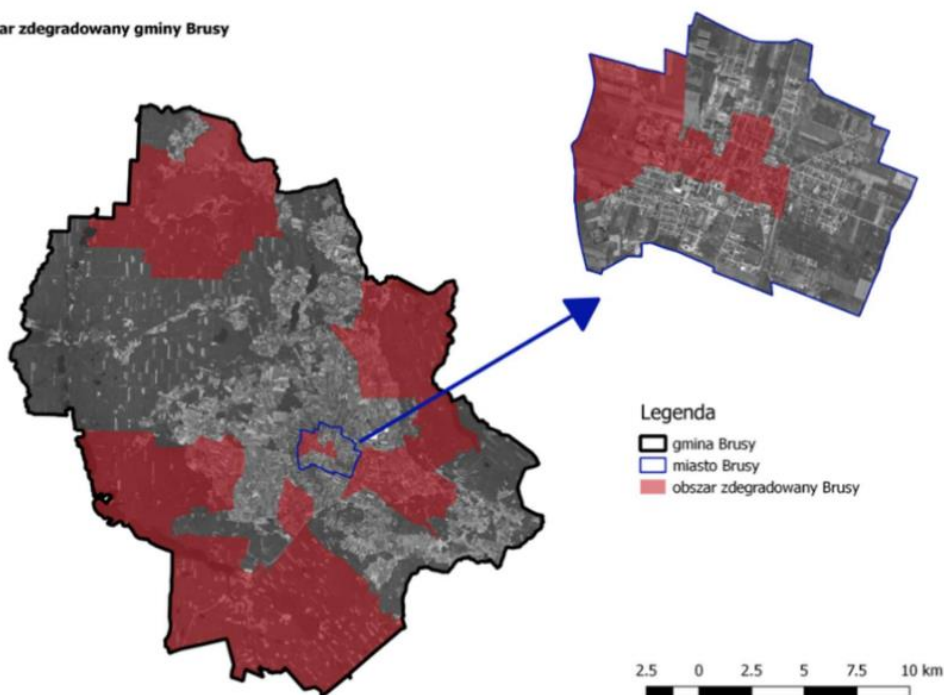 ar zdegradowany gminy Brusy
Legenda
gmina Brusy
miasto Brusy
obszar zdegradowany Brusy
2.5 0 2.5 5 7.5 10 km